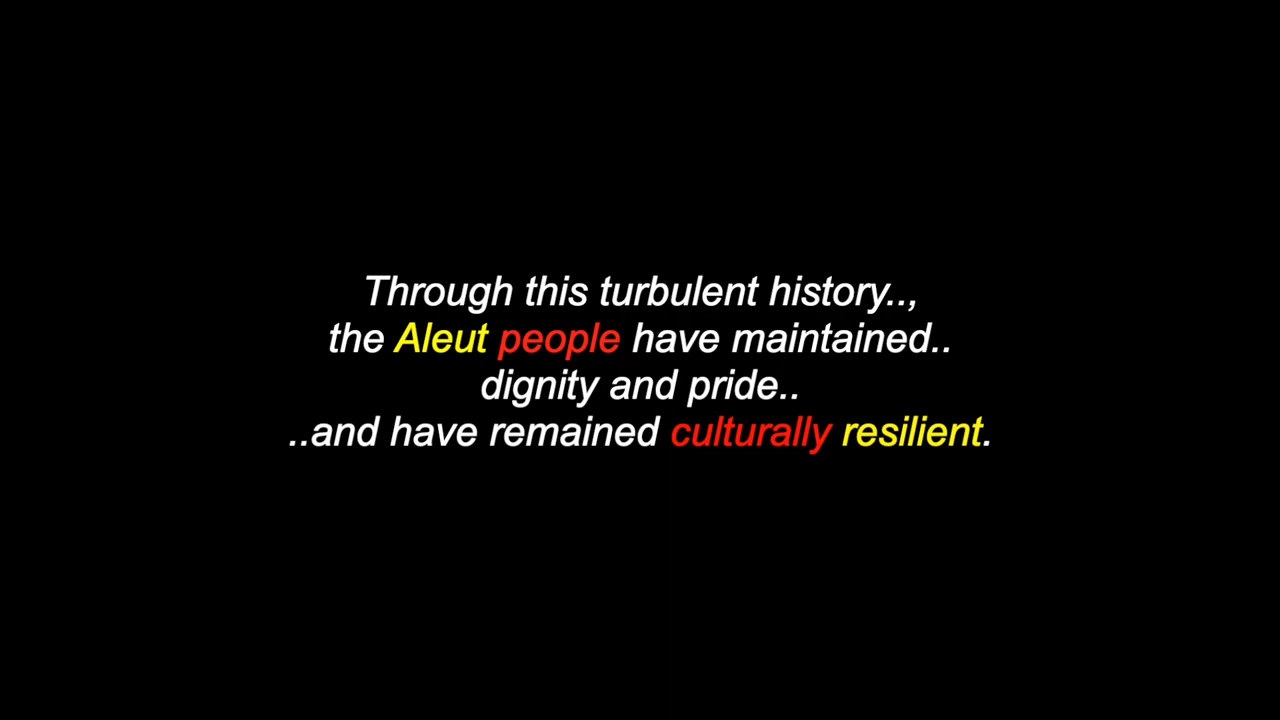 Through this turbulent history..,
the Aleut people have maintained..
dignity and pride..
..and have remained culturally resilient.